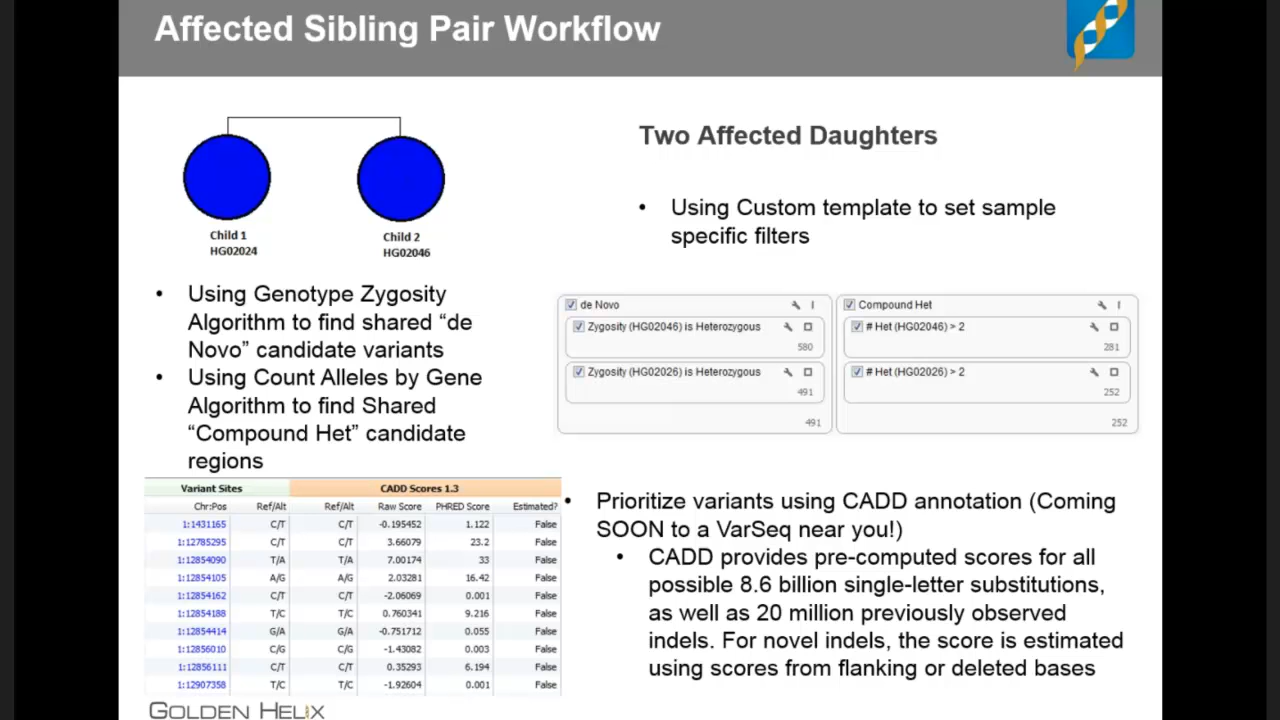 Affected Sibling Pair Workflow
Two Affected Daughters
Child 1
HG02024
Child 2
HG02046
• Using Custom template to set sample
specific filters
• Using Genotype Zygosity
Algorithm to find shared “de
Novo” candidate variants
• Using Count Alleles by Gene
Algorithm to find Shared
“Compound Het” candidate
regions
de Novo
Zygosity (HG02046) is Heterozygous
580
Zygosity (HG02026) is Heterozygous
491
491
Compound Het
# Het (HG02046) > 2
281
# Het (HG02026) > 2
252
252
Variant Sites CADD Scores 1.3
Chr:Pos Ref/Alt Ref/Alt Raw Score PHRED Score Estimated?
1:1431165 C/T C/T -0.195452 1.122 False
1:12785295 C/T C/T 3.66079 23.2 False
1:12854090 T/A T/A 7.00174 33 False
1:12854105 A/G A/G 2.03281 16.42 False
1:12854162 C/T C/T -2.06069 0.001 False
1:12854188 T/C T/C 0.760341 9.216 False
1:12854414 G/A G/A -0.751712 0.055 False
1:12856010 C/G C/G -1.43082 0.003 False
1:12856111 C/T C/T 0.35293 6.194 False
1:12907358 T/C T/C -1.92604 0.001 False
• Prioritize variants using CADD annotation (Coming
SOON to a VarSeq near you!)
• CADD provides pre-computed scores for all
possible 8.6 billion single-letter substitutions,
as well as 20 million previously observed
indels. For novel indels, the score is estimated
using scores from flanking or deleted bases
GOLDEN HELIX